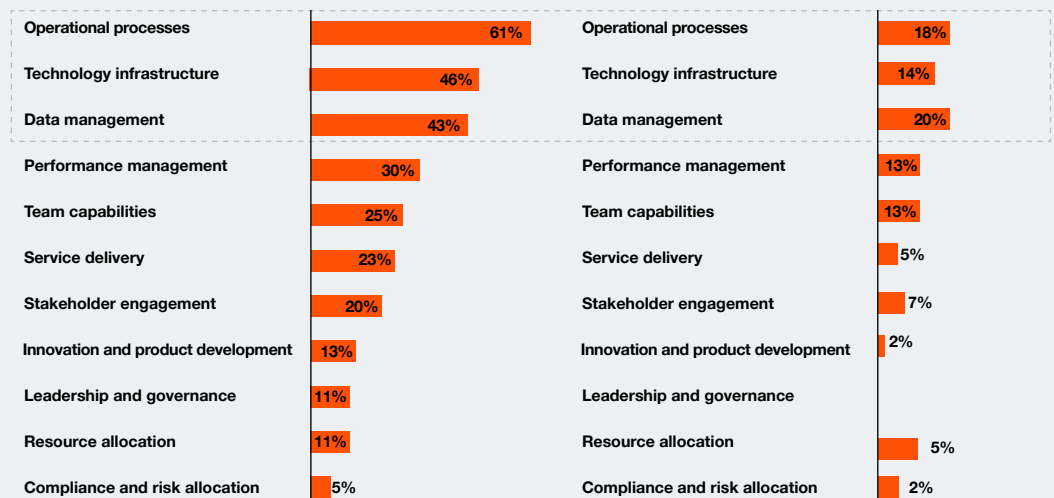 Operational processes 61%
Technology infrastructure 46%
Data management 43%
Performance management 30%
Team capabilities 25%
Service delivery 23%
Stakeholder engagement 20%
Innovation and product development 13%
Leadership and governance 11%
Resource allocation 11%
Compliance and risk allocation 5%
Operational processes 18%
Technology infrastructure 14%
Data management 20%
Performance management 13%
Team capabilities 13%
Service delivery 5%
Stakeholder engagement 7%
Innovation and product development 2%
Leadership and governance
Resource allocation 5%
Compliance and risk allocation 2%